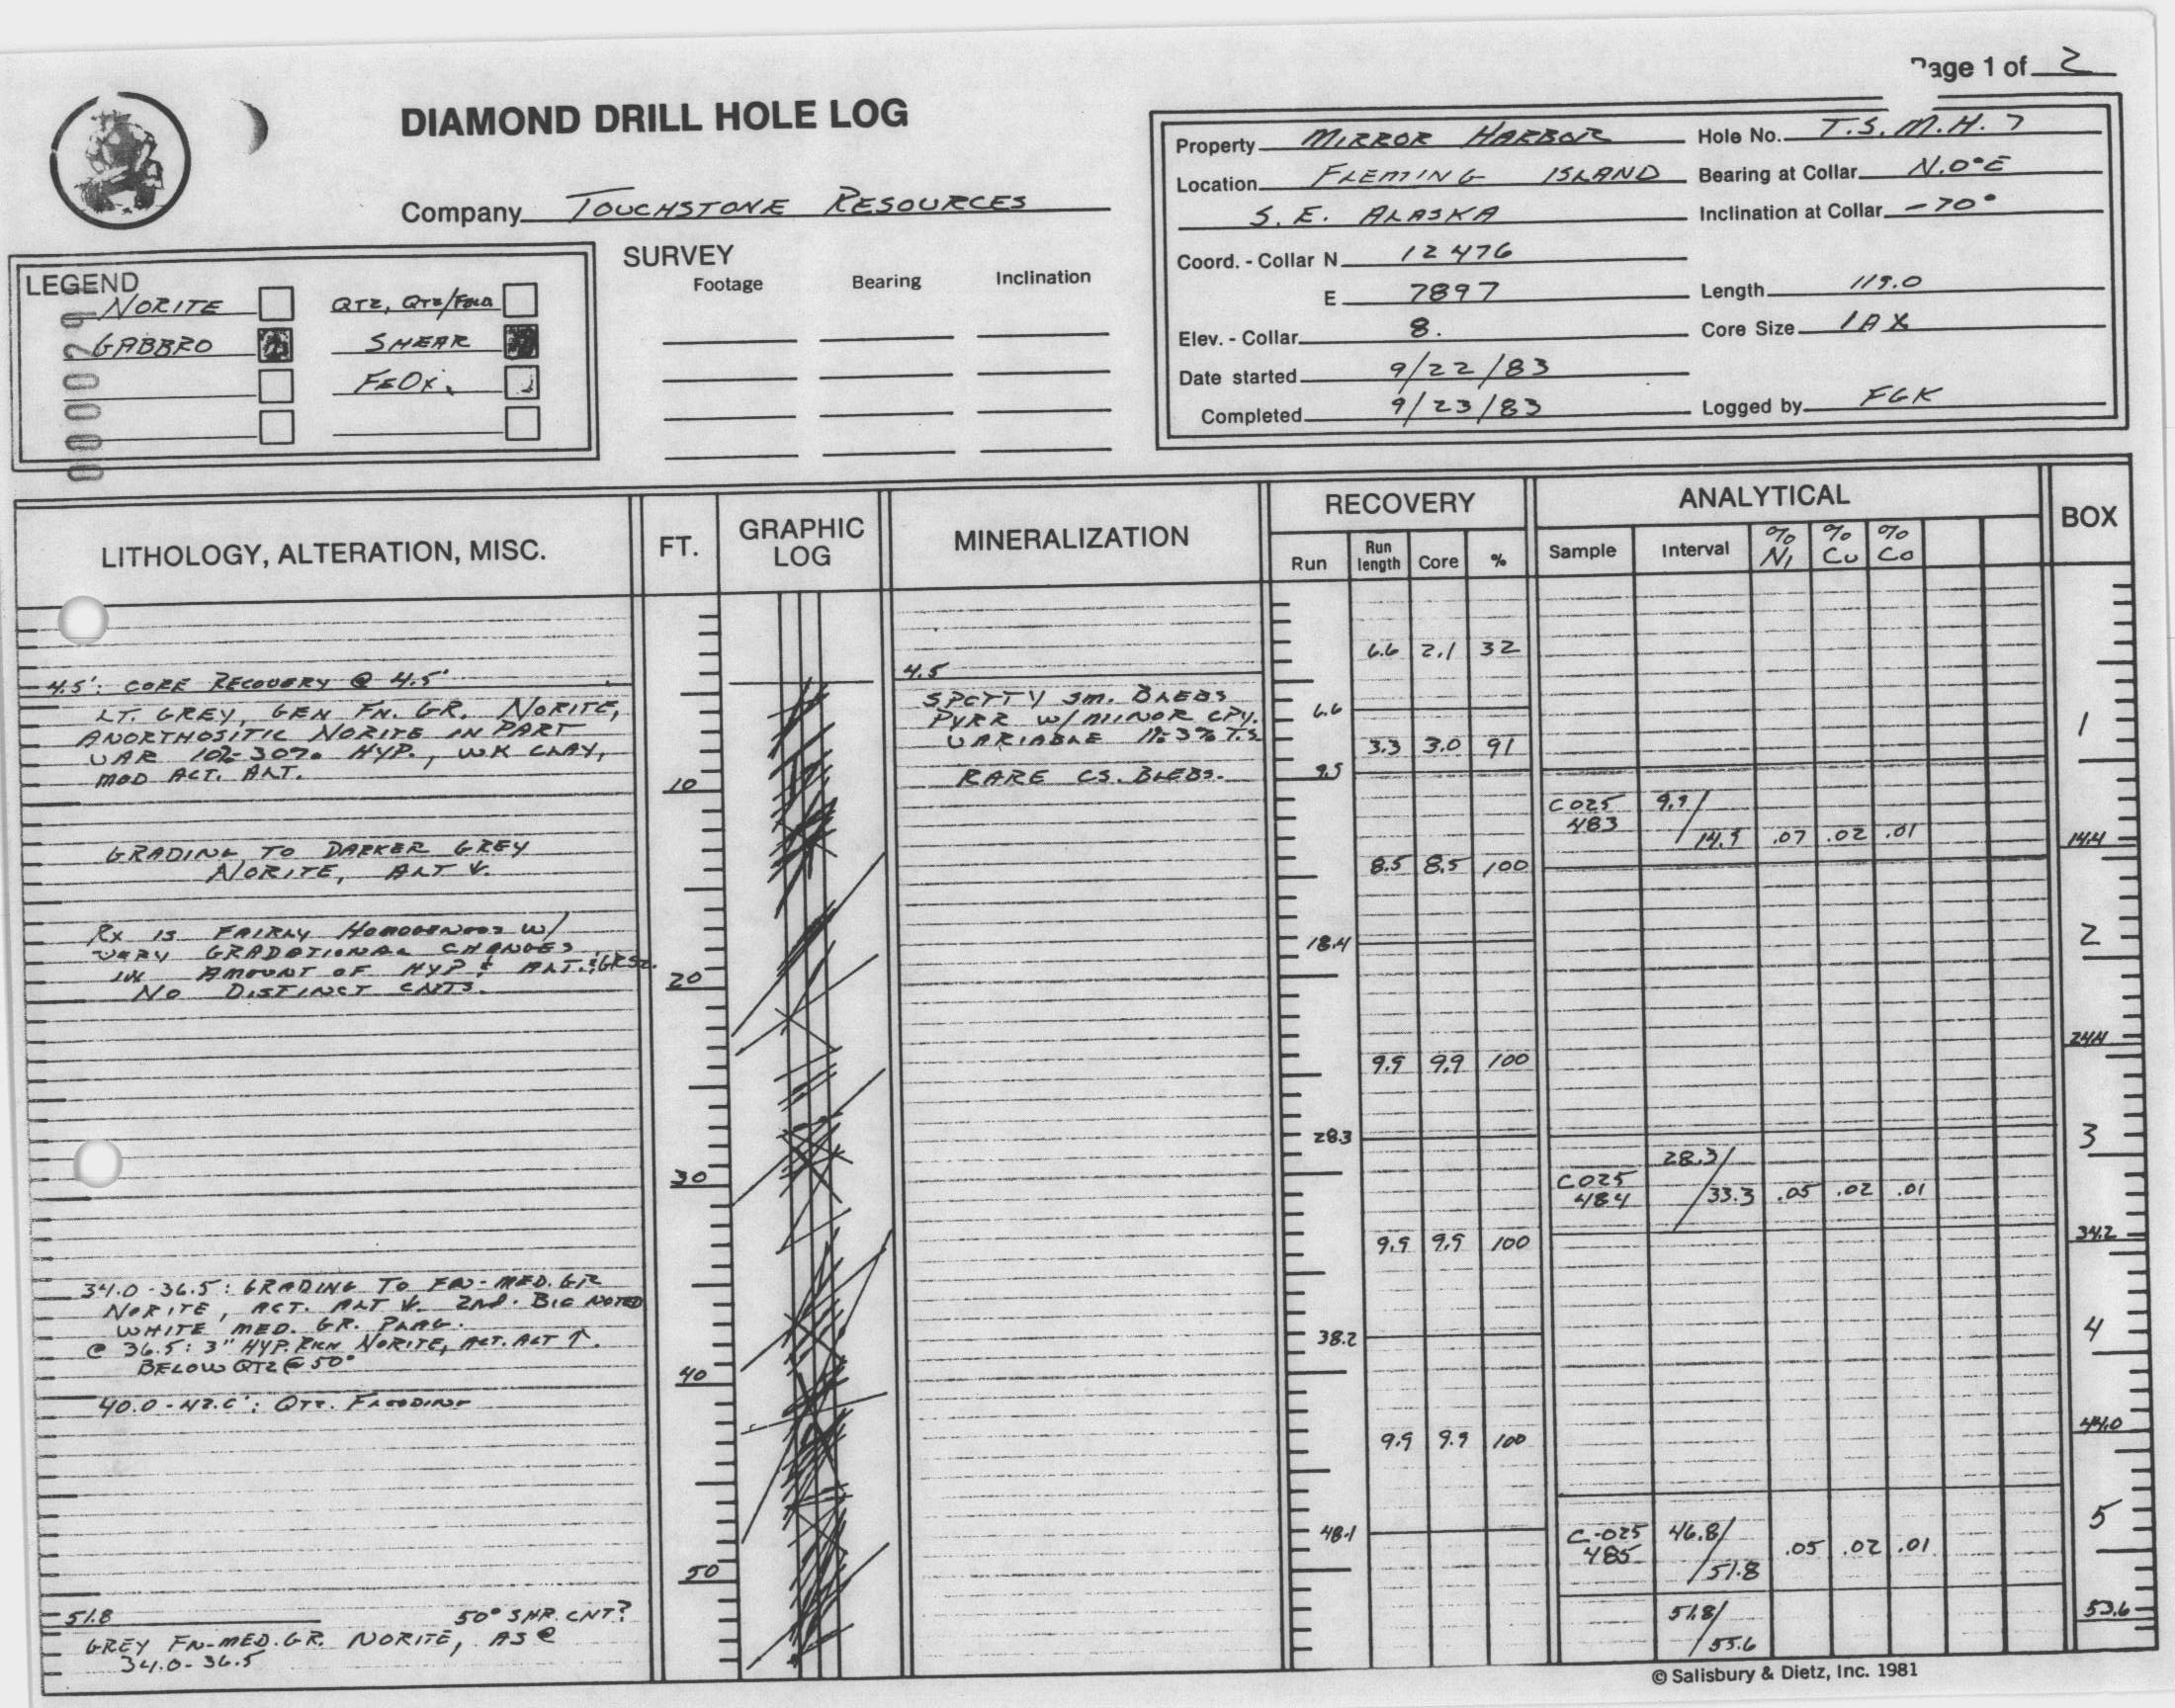 Page 1 of 2
DIAMOND DRILL HOLE LOG
Company TOUCHSTONE RESOURCES
Property MIRROR HARBOR
Hole No. T.S.M.H. 7
Location FLEMING ISLAND
Bearing at Collar N.0°E
S.E. ALASKA
Inclination at Collar -70°
Coord. - Collar N 12476
E 7897
Length 119.0
Elev. - Collar 8.
Core Size IAX
Date started 9/22/83
Completed 9/23/83
Logged by FGK
LEGEND
NORITE
QTZ, QTZ/FELD
GABBRO
SHEAR
FEOX.
000029
SURVEY
Footage Bearing Inclination
LITHOLOGY, ALTERATION, MISC.
FT.
GRAPHIC LOG
MINERALIZATION
RECOVERY
Run Run length Core %
ANALYTICAL
Sample Interval % Ni % Cu % Co
BOX
4.5': CORE RECOVERY @ 4.5'
LT. GREY, GEN FN. GR. NORITE,
ANORTHOSITIC NORITE IN PART
VAR 10%-30% HYP., WK CLAY,
MOD ACT. ALT.
GRADING TO DARKER GREY
NORITE, ALT ↓.
RX IS FAIRLY HOMOGENOUS W/
VERY GRADATIONAL CHANGES
IN AMOUNT OF HYP & ALT. & GR SZ.
NO DISTINCT CNTS.
34.0-36.5: GRADING TO FN-MED. GR
NORITE, ACT. ALT ↓. 2ND. BIO NOTED
WHITE MED. GR. PLAG.
@ 36.5: 3" HYP. RICH NORITE, ACT. ALT ↑.
BELOW QTZ @ 50°
40.0-42.0': QTZ. FLOODING
51.8 50° SHR. CNT?
GREY FN-MED. GR. NORITE, AS @
34.0-36.5
10
20
30
40
50
4.5
SPOTTY SM. BLEBS
PYRR W/ MINOR CPY.
VARIABLE 1%-3% T.S.
RARE CS. BLEBS.
6.6 2.1 32
6.6
3.3 3.0 91
9.9
8.5 8.5 100
18.4
9.9 9.9 100
28.3
9.9 9.9 100
38.2
9.9 9.9 100
48.1
C025 483 9.9/14.9 .07 .02 .01
C025 484 28.3/33.3 .05 .02 .01
C-025 485 46.8/51.8 .05 .02 .01
51.8/55.6
1
14.4
2
24.4
3
34.2
4
44.0
5
53.6
© Salisbury & Dietz, Inc. 1981